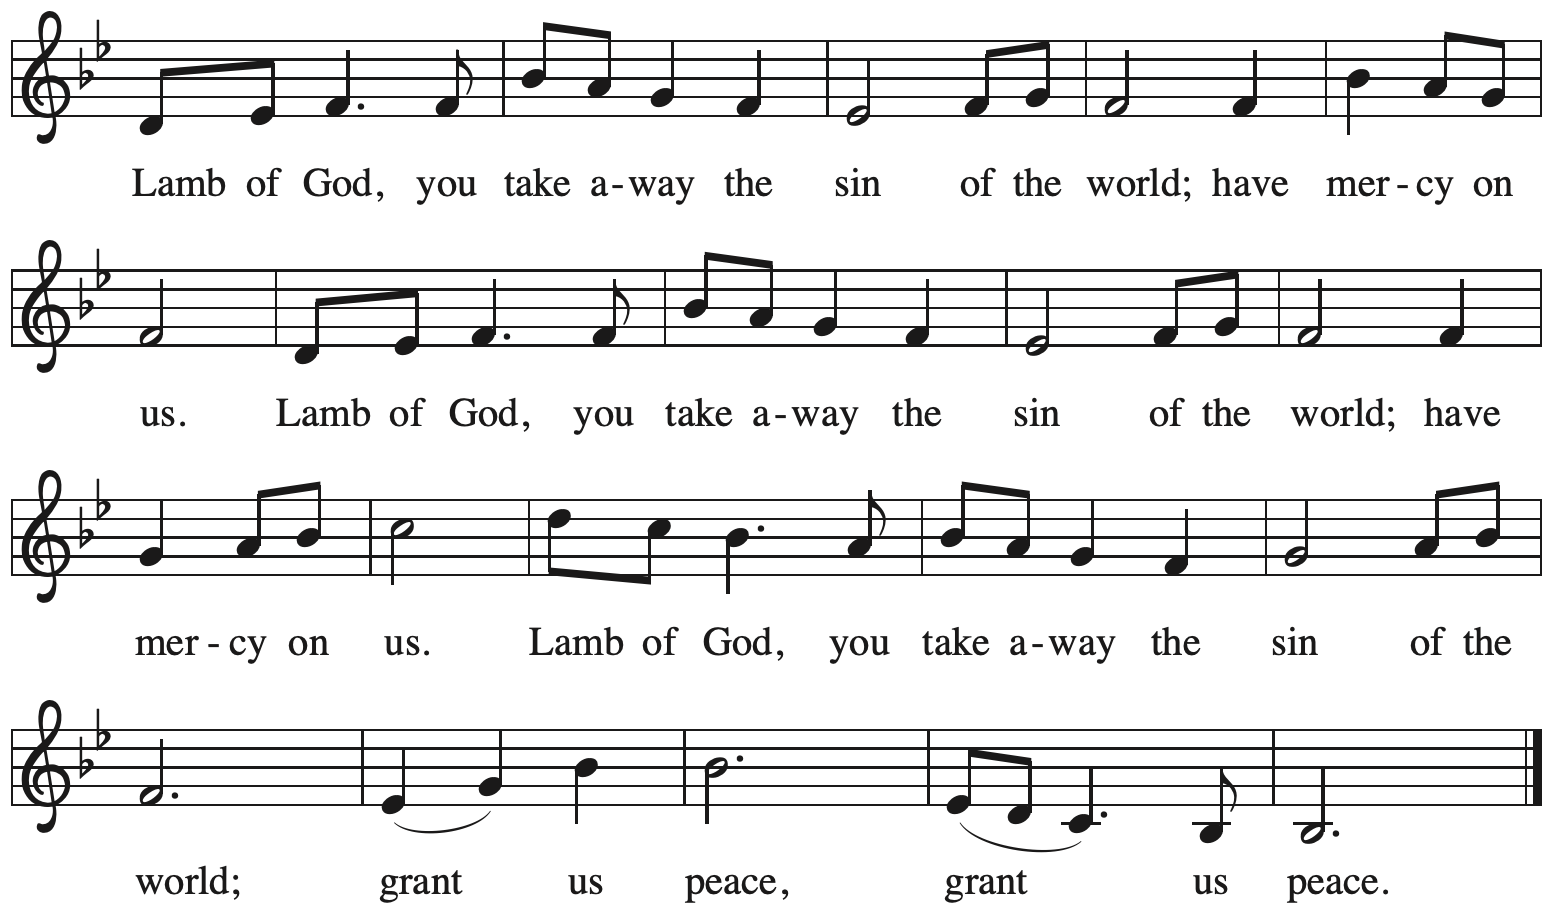 Lamb of God, you take a-way the sin of the world; have mer-cy on
us. Lamb of God, you take a-way the sin of the world; have
mer-cy on us. Lamb of God, you take a-way the sin of the
world; grant us peace, grant us peace.